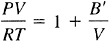 PV/RT = 1 + B'/V